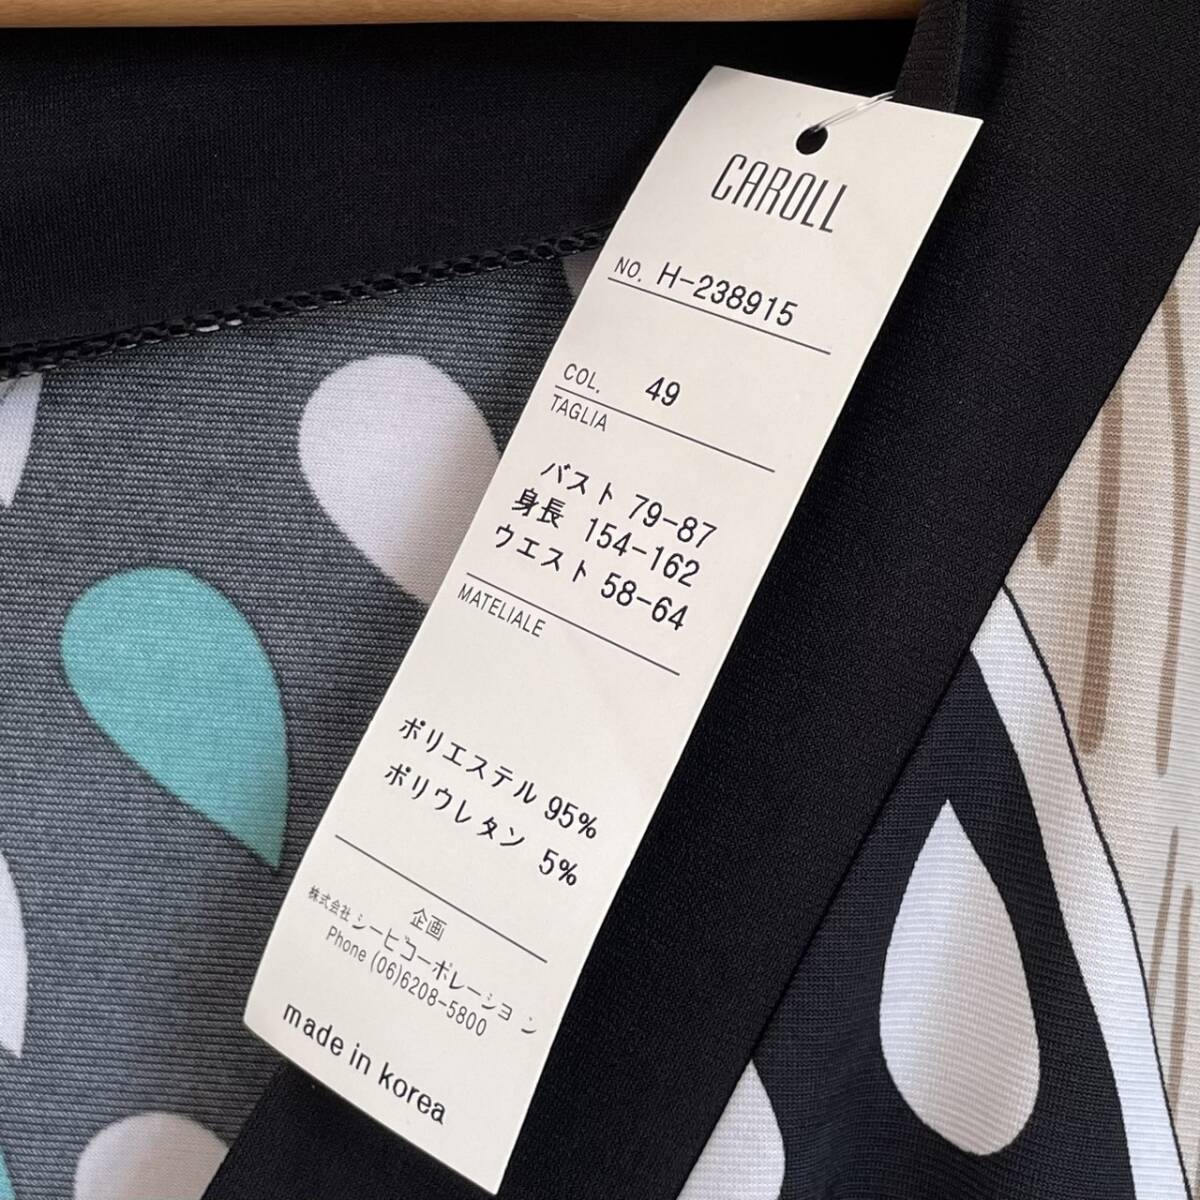 CAROLL
NO. H-238915
COL. 49
TAGLIA
バスト 79-87
身長 154-162
ウエスト 58-64
MATELIALE
ポリエステル 95%
ポリウレタン 5%
企画
株式会社 シーピコーポレーション
Phone (06)6208-5800
made in korea